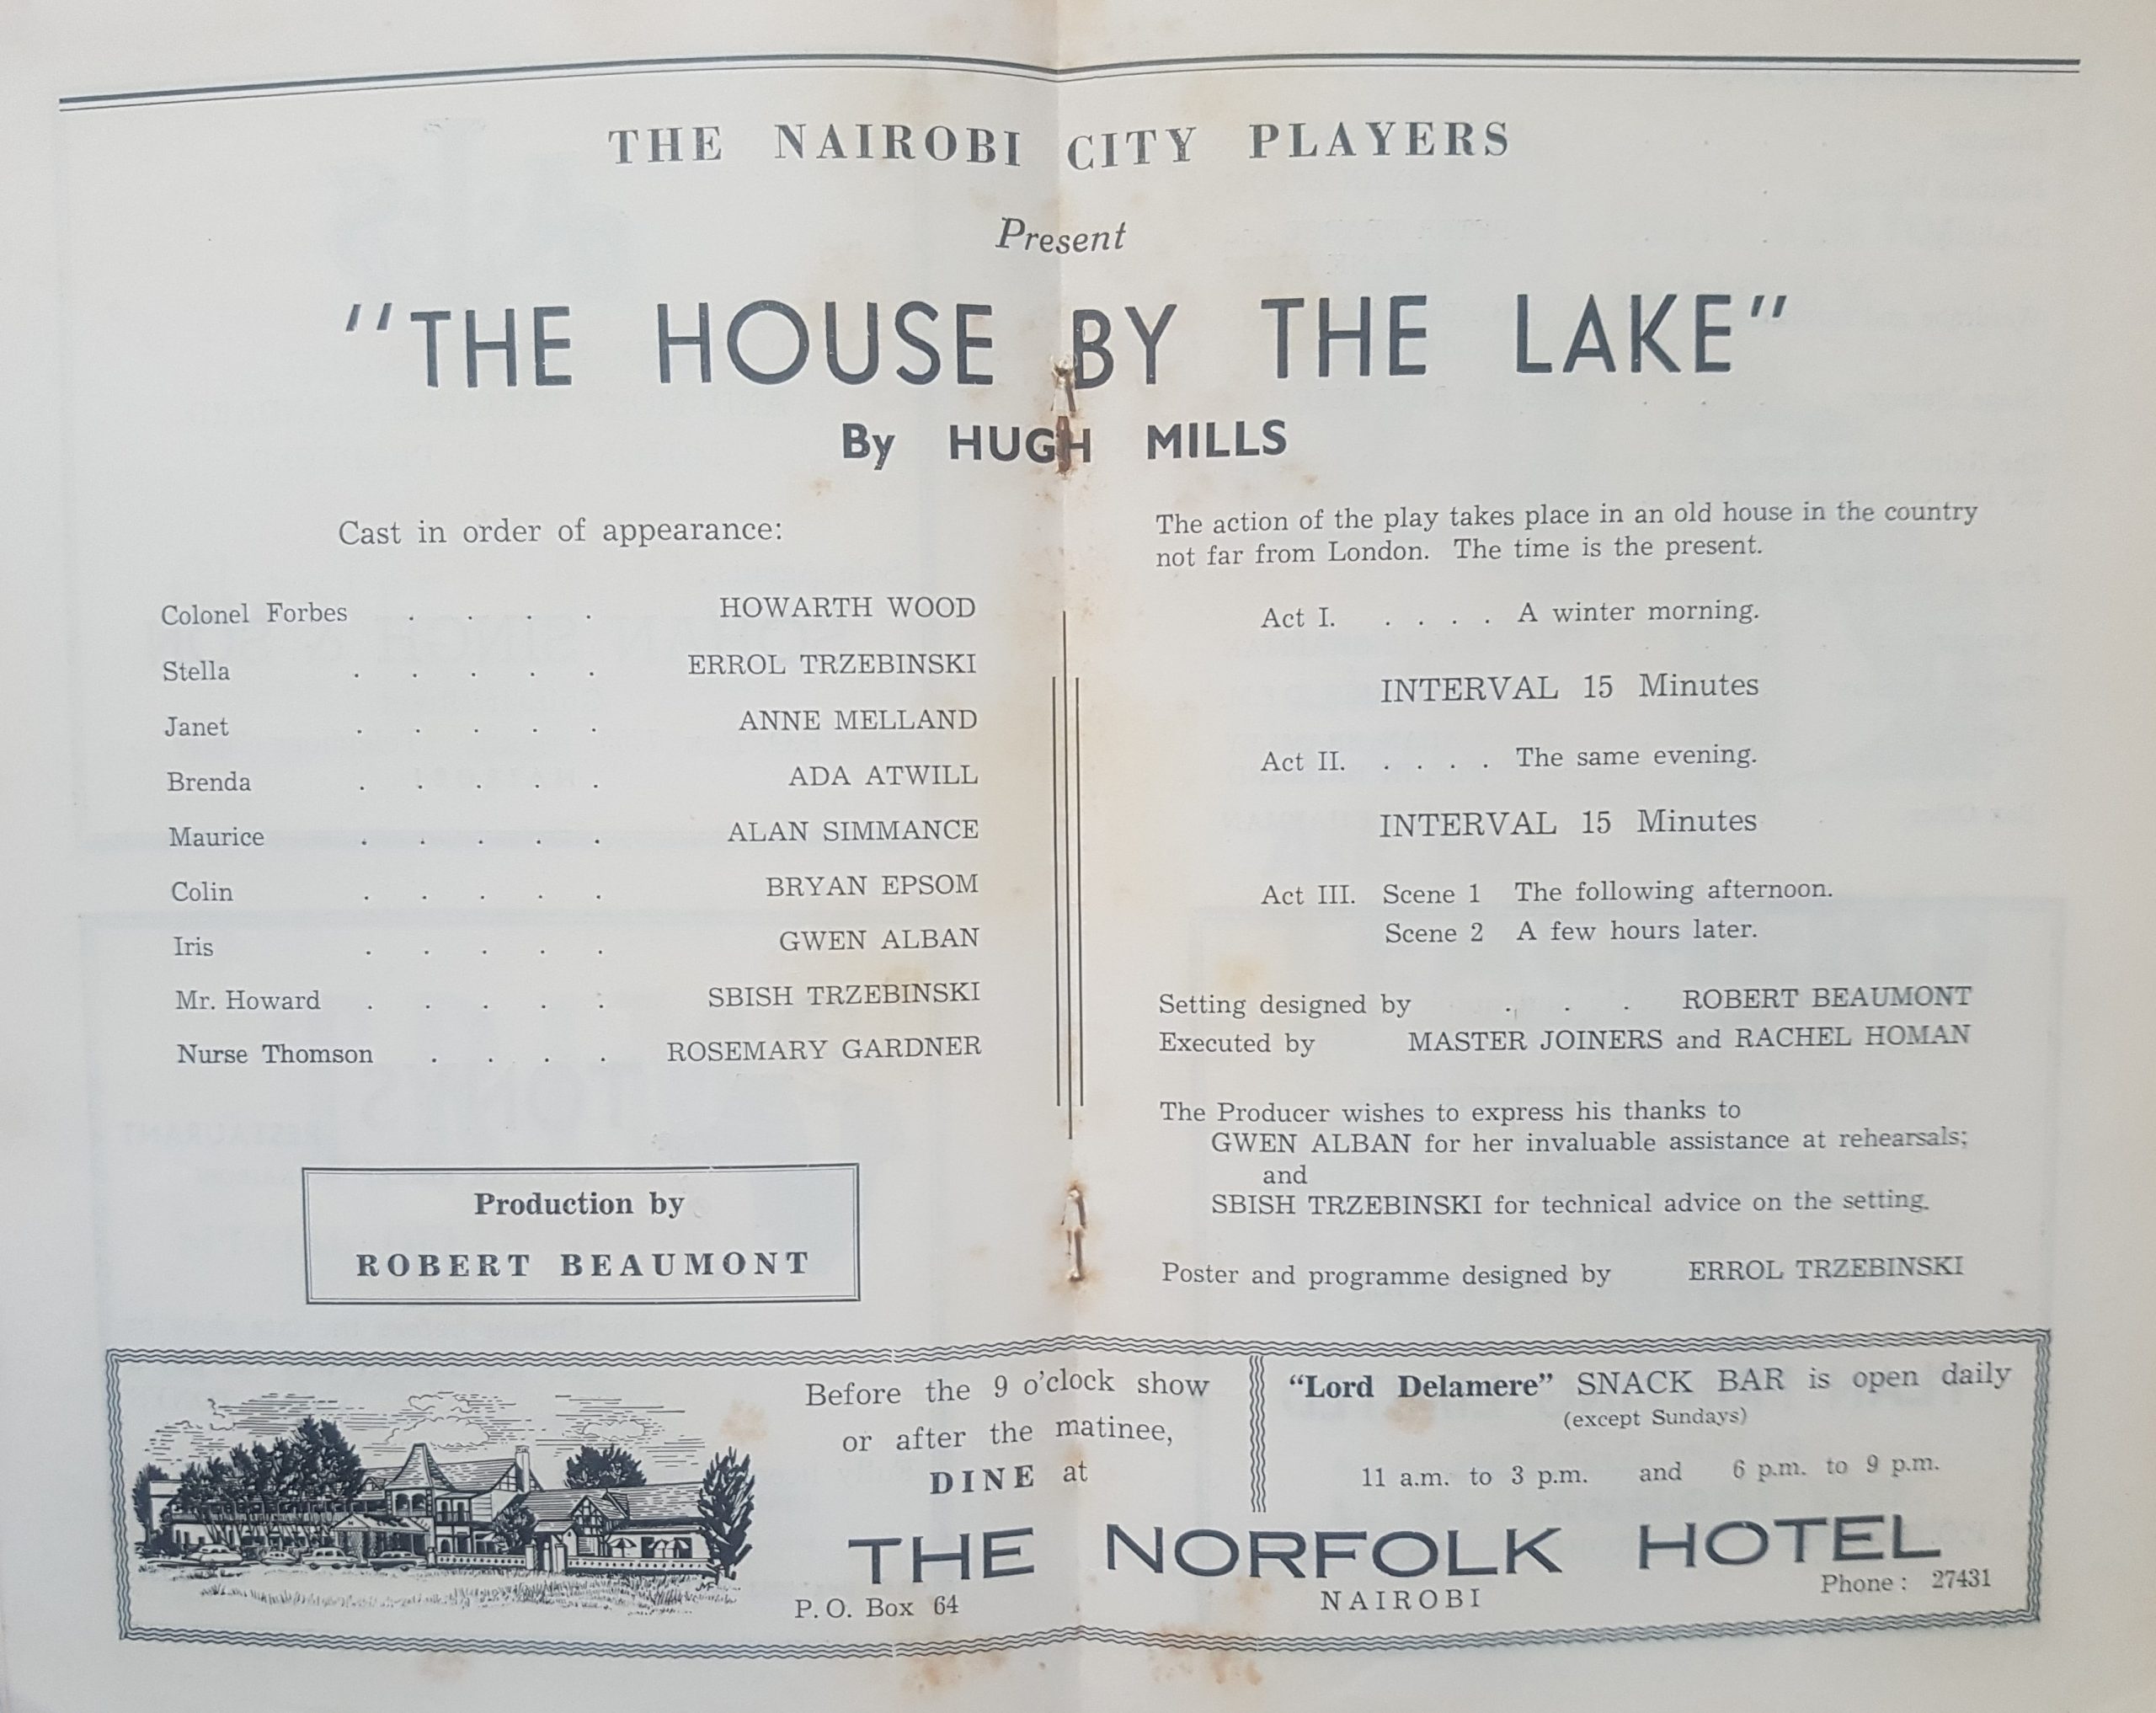 THE NAIROBI CITY PLAYERS
Present
"THE HOUSE BY THE LAKE"
By HUGH MILLS
Cast in order of appearance:
Colonel Forbes . . . . HOWARTH WOOD
Stella . . . . . ERROL TRZEBINSKI
Janet . . . . . ANNE MELLAND
Brenda . . . . . ADA ATWILL
Maurice . . . . . ALAN SIMMANCE
Colin . . . . . BRYAN EPSOM
Iris . . . . . GWEN ALBAN
Mr. Howard . . . . . SBISH TRZEBINSKI
Nurse Thomson . . . . ROSEMARY GARDNER
Production by
ROBERT BEAUMONT
The action of the play takes place in an old house in the country
not far from London. The time is the present.
Act I. . . . . A winter morning.
INTERVAL 15 Minutes
Act II. . . . . The same evening.
INTERVAL 15 Minutes
Act III. Scene 1 The following afternoon.
Scene 2 A few hours later.
Setting designed by . . . ROBERT BEAUMONT
Executed by MASTER JOINERS and RACHEL HOMAN
The Producer wishes to express his thanks to
GWEN ALBAN for her invaluable assistance at rehearsals;
and
SBISH TRZEBINSKI for technical advice on the setting.
Poster and programme designed by ERROL TRZEBINSKI
Before the 9 o'clock show
or after the matinee,
DINE at
"Lord Delamere" SNACK BAR is open daily
(except Sundays)
11 a.m. to 3 p.m. and 6 p.m. to 9 p.m.
THE NORFOLK HOTEL
P.O. Box 64 NAIROBI Phone : 27431